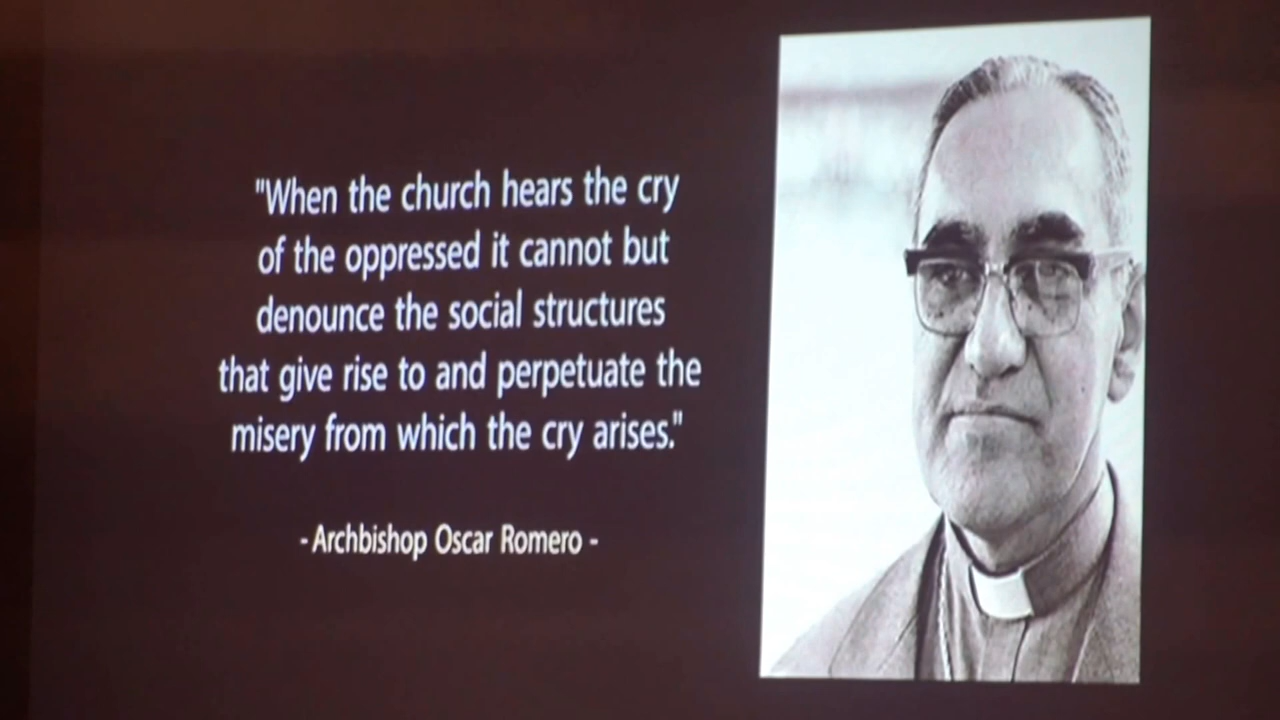 "When the church hears the cry
of the oppressed it cannot but
denounce the social structures
that give rise to and perpetuate the
misery from which the cry arises."
- Archbishop Oscar Romero -